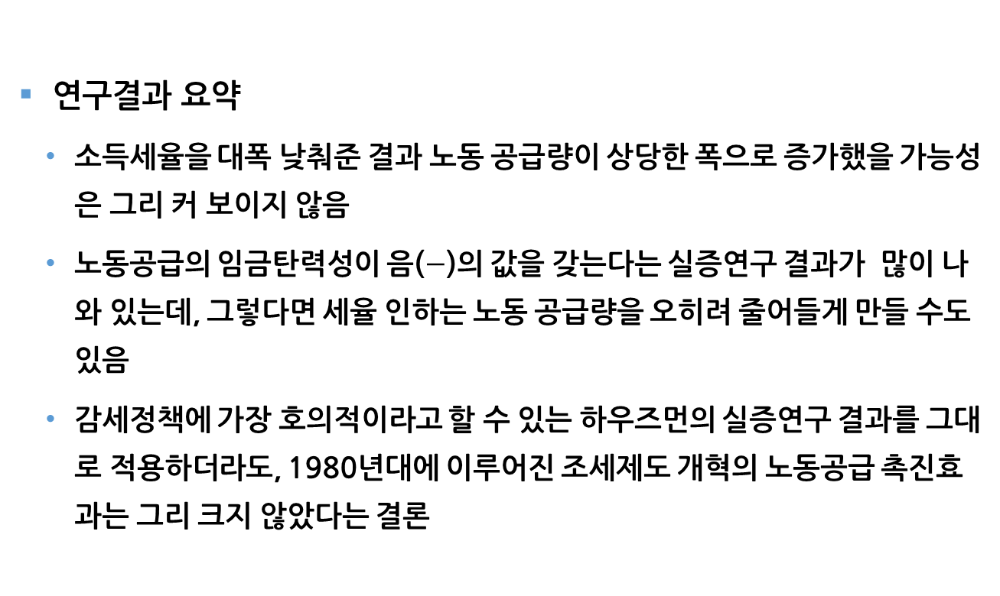 ▪ 연구결과 요약
• 소득세율을 대폭 낮춰준 결과 노동 공급량이 상당한 폭으로 증가했을 가능성
은 그리 커 보이지 않음
• 노동공급의 임금탄력성이 음(−)의 값을 갖는다는 실증연구 결과가 많이 나
와 있는데, 그렇다면 세율 인하는 노동 공급량을 오히려 줄어들게 만들 수도
있음
• 감세정책에 가장 호의적이라고 할 수 있는 하우즈먼의 실증연구 결과를 그대
로 적용하더라도, 1980년대에 이루어진 조세제도 개혁의 노동공급 촉진효
과는 그리 크지 않았다는 결론